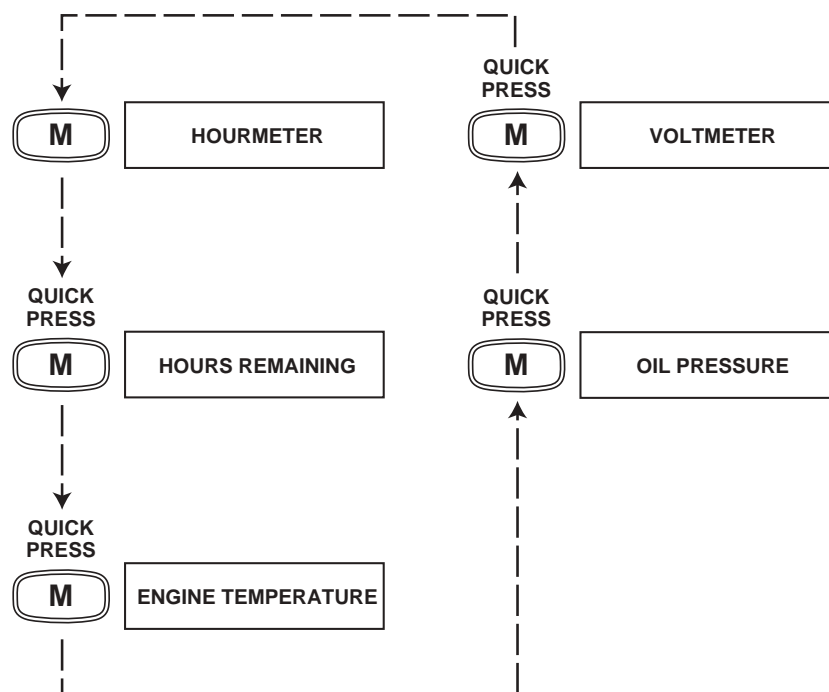 M
HOURMETER
QUICK
PRESS
M
HOURS REMAINING
QUICK
PRESS
M
ENGINE TEMPERATURE
QUICK
PRESS
M
OIL PRESSURE
QUICK
PRESS
M
VOLTMETER